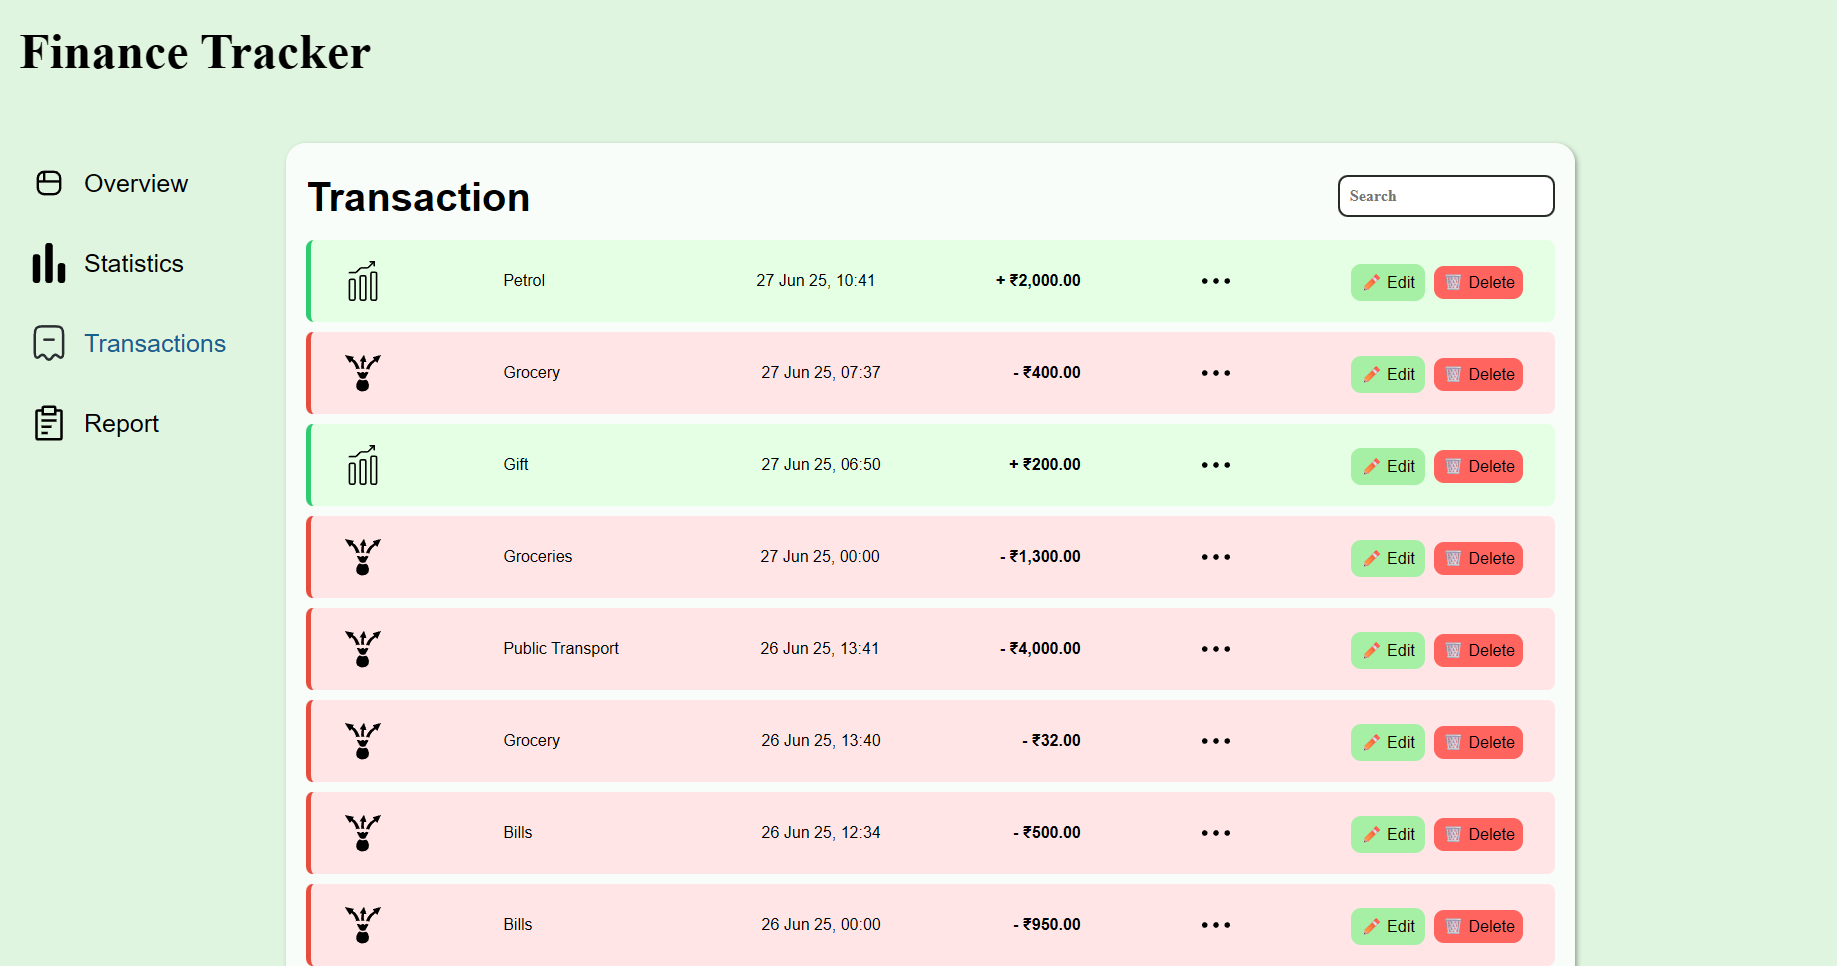 Finance Tracker
Overview
Statistics
Transactions
Report
Transaction
Search
Petrol 27 Jun 25, 10:41 + ₹2,000.00 Edit Delete
Grocery 27 Jun 25, 07:37 - ₹400.00 Edit Delete
Gift 27 Jun 25, 06:50 + ₹200.00 Edit Delete
Groceries 27 Jun 25, 00:00 - ₹1,300.00 Edit Delete
Public Transport 26 Jun 25, 13:41 - ₹4,000.00 Edit Delete
Grocery 26 Jun 25, 13:40 - ₹32.00 Edit Delete
Bills 26 Jun 25, 12:34 - ₹500.00 Edit Delete
Bills 26 Jun 25, 00:00 - ₹950.00 Edit Delete